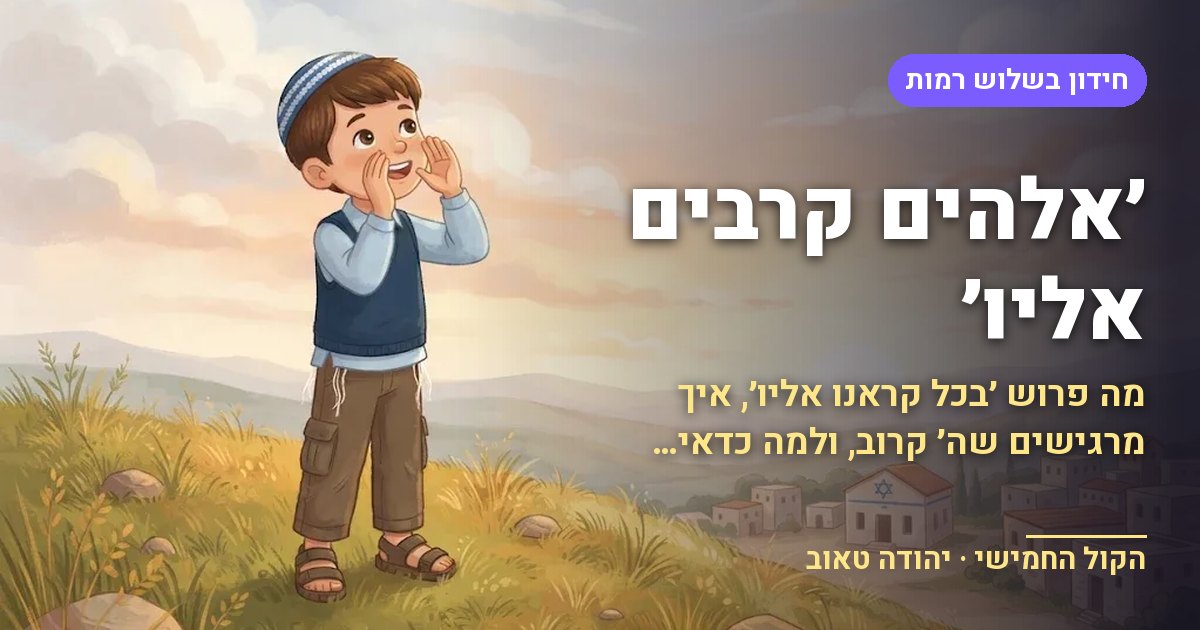 חידון בשלוש רמות
'אלהים קרבים
אליו'
מה פרוש 'בכל קראנו אליו', איך
מרגישים שה' קרוב, ולמה כדאי...
הקול החמישי · יהודה טאוב